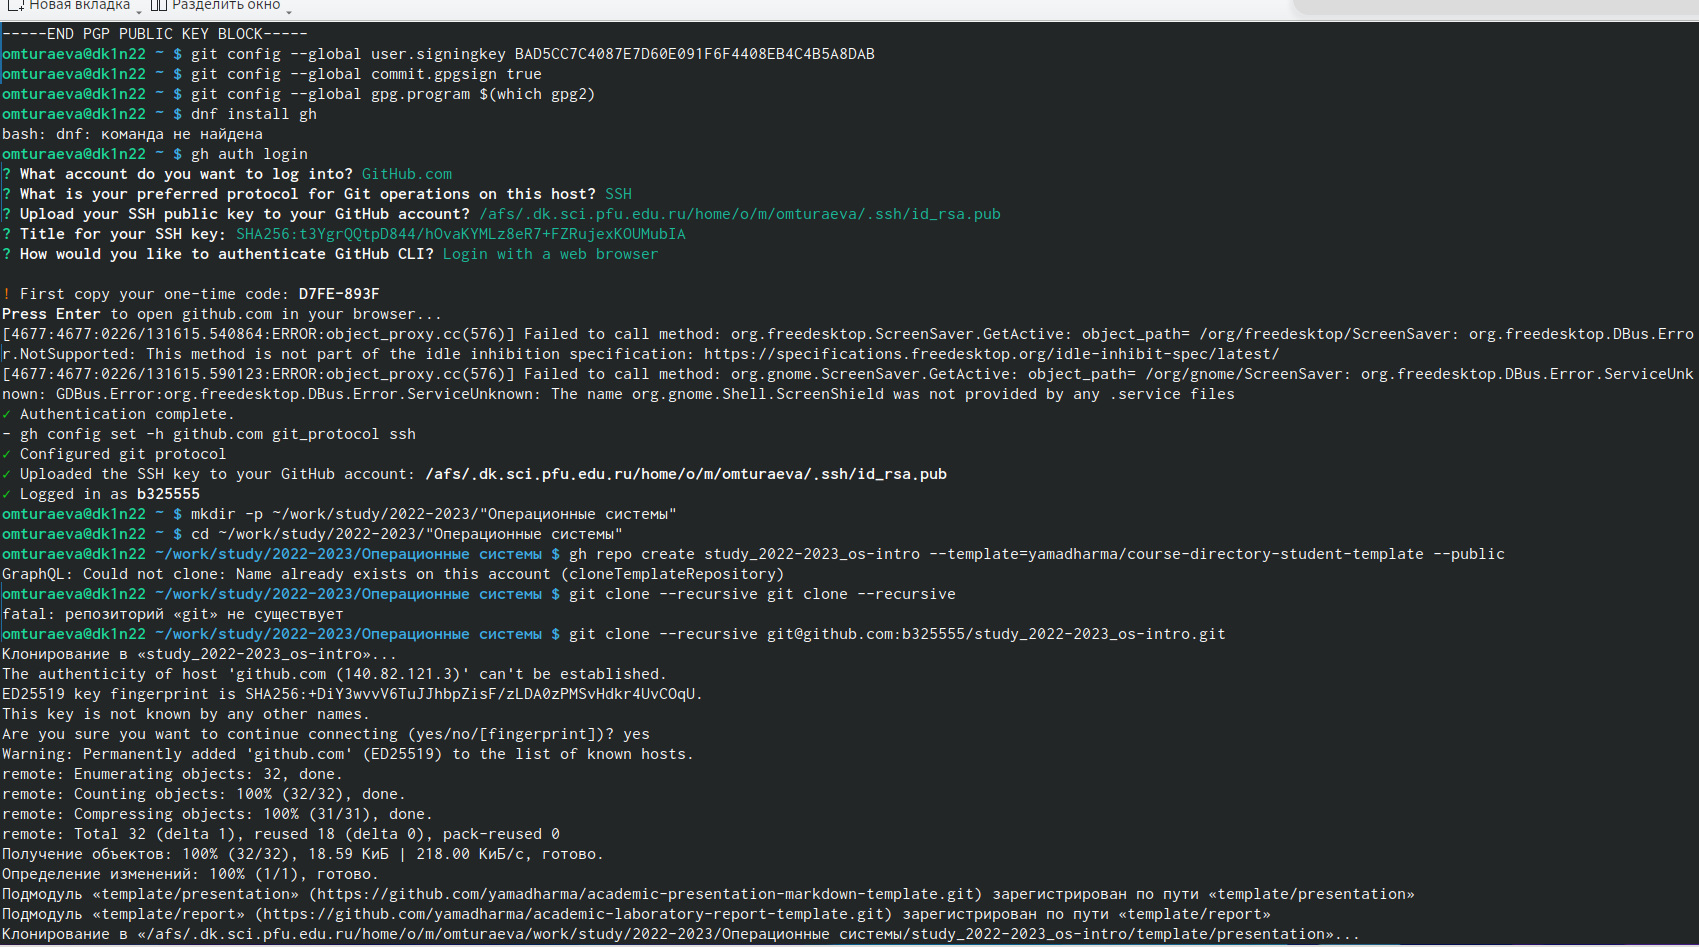 Новая вкладка Разделить окно
-----END PGP PUBLIC KEY BLOCK-----
omturaeva@dk1n22 ~ $ git config --global user.signingkey BAD5CC7C4087E7D60E091F6F4408EB4C4B5A8DAB
omturaeva@dk1n22 ~ $ git config --global commit.gpgsign true
omturaeva@dk1n22 ~ $ git config --global gpg.program $(which gpg2)
omturaeva@dk1n22 ~ $ dnf install gh
bash: dnf: команда не найдена
omturaeva@dk1n22 ~ $ gh auth login
? What account do you want to log into? GitHub.com
? What is your preferred protocol for Git operations on this host? SSH
? Upload your SSH public key to your GitHub account? /afs/.dk.sci.pfu.edu.ru/home/o/m/omturaeva/.ssh/id_rsa.pub
? Title for your SSH key: SHA256:t3YgrQQtpD844/hOvaKYMLz8eR7+FZRujexKOUMubIA
? How would you like to authenticate GitHub CLI? Login with a web browser
! First copy your one-time code: D7FE-893F
Press Enter to open github.com in your browser...
[4677:4677:0226/131615.540864:ERROR:object_proxy.cc(576)] Failed to call method: org.freedesktop.ScreenSaver.GetActive: object_path= /org/freedesktop/ScreenSaver: org.freedesktop.DBus.Erro
r.NotSupported: This method is not part of the idle inhibition specification: https://specifications.freedesktop.org/idle-inhibit-spec/latest/
[4677:4677:0226/131615.590123:ERROR:object_proxy.cc(576)] Failed to call method: org.gnome.ScreenSaver.GetActive: object_path= /org/gnome/ScreenSaver: org.freedesktop.DBus.Error.ServiceUnk
nown: GDBus.Error:org.freedesktop.DBus.Error.ServiceUnknown: The name org.gnome.Shell.ScreenShield was not provided by any .service files
✓ Authentication complete.
- gh config set -h github.com git_protocol ssh
✓ Configured git protocol
✓ Uploaded the SSH key to your GitHub account: /afs/.dk.sci.pfu.edu.ru/home/o/m/omturaeva/.ssh/id_rsa.pub
✓ Logged in as b325555
omturaeva@dk1n22 ~ $ mkdir -p ~/work/study/2022-2023/"Операционные системы"
omturaeva@dk1n22 ~ $ cd ~/work/study/2022-2023/"Операционные системы"
omturaeva@dk1n22 ~/work/study/2022-2023/Операционные системы $ gh repo create study_2022-2023_os-intro --template=yamadharma/course-directory-student-template --public
GraphQL: Could not clone: Name already exists on this account (cloneTemplateRepository)
omturaeva@dk1n22 ~/work/study/2022-2023/Операционные системы $ git clone --recursive git clone --recursive
fatal: репозиторий «git» не существует
omturaeva@dk1n22 ~/work/study/2022-2023/Операционные системы $ git clone --recursive git@github.com:b325555/study_2022-2023_os-intro.git
Клонирование в «study_2022-2023_os-intro»...
The authenticity of host 'github.com (140.82.121.3)' can't be established.
ED25519 key fingerprint is SHA256:+DiY3wvvV6TuJJhbpZisF/zLDA0zPMSvHdkr4UvCOqU.
This key is not known by any other names.
Are you sure you want to continue connecting (yes/no/[fingerprint])? yes
Warning: Permanently added 'github.com' (ED25519) to the list of known hosts.
remote: Enumerating objects: 32, done.
remote: Counting objects: 100% (32/32), done.
remote: Compressing objects: 100% (31/31), done.
remote: Total 32 (delta 1), reused 18 (delta 0), pack-reused 0
Получение объектов: 100% (32/32), 18.59 КиБ | 218.00 КиБ/с, готово.
Определение изменений: 100% (1/1), готово.
Подмодуль «template/presentation» (https://github.com/yamadharma/academic-presentation-markdown-template.git) зарегистрирован по пути «template/presentation»
Подмодуль «template/report» (https://github.com/yamadharma/academic-laboratory-report-template.git) зарегистрирован по пути «template/report»
Клонирование в «/afs/.dk.sci.pfu.edu.ru/home/o/m/omturaeva/work/study/2022-2023/Операционные системы/study_2022-2023_os-intro/template/presentation»...